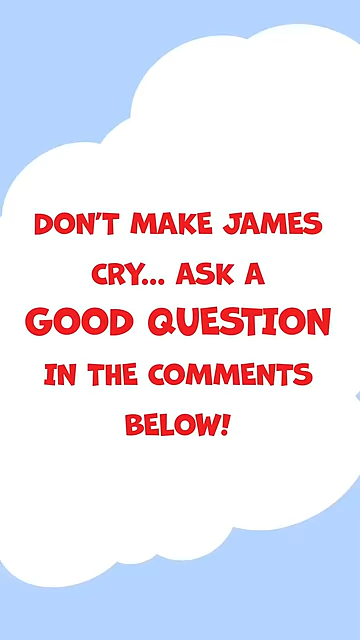 DON'T MAKE JAMES
CRY... ASK A
GOOD QUESTION
IN THE COMMENTS
BELOW!